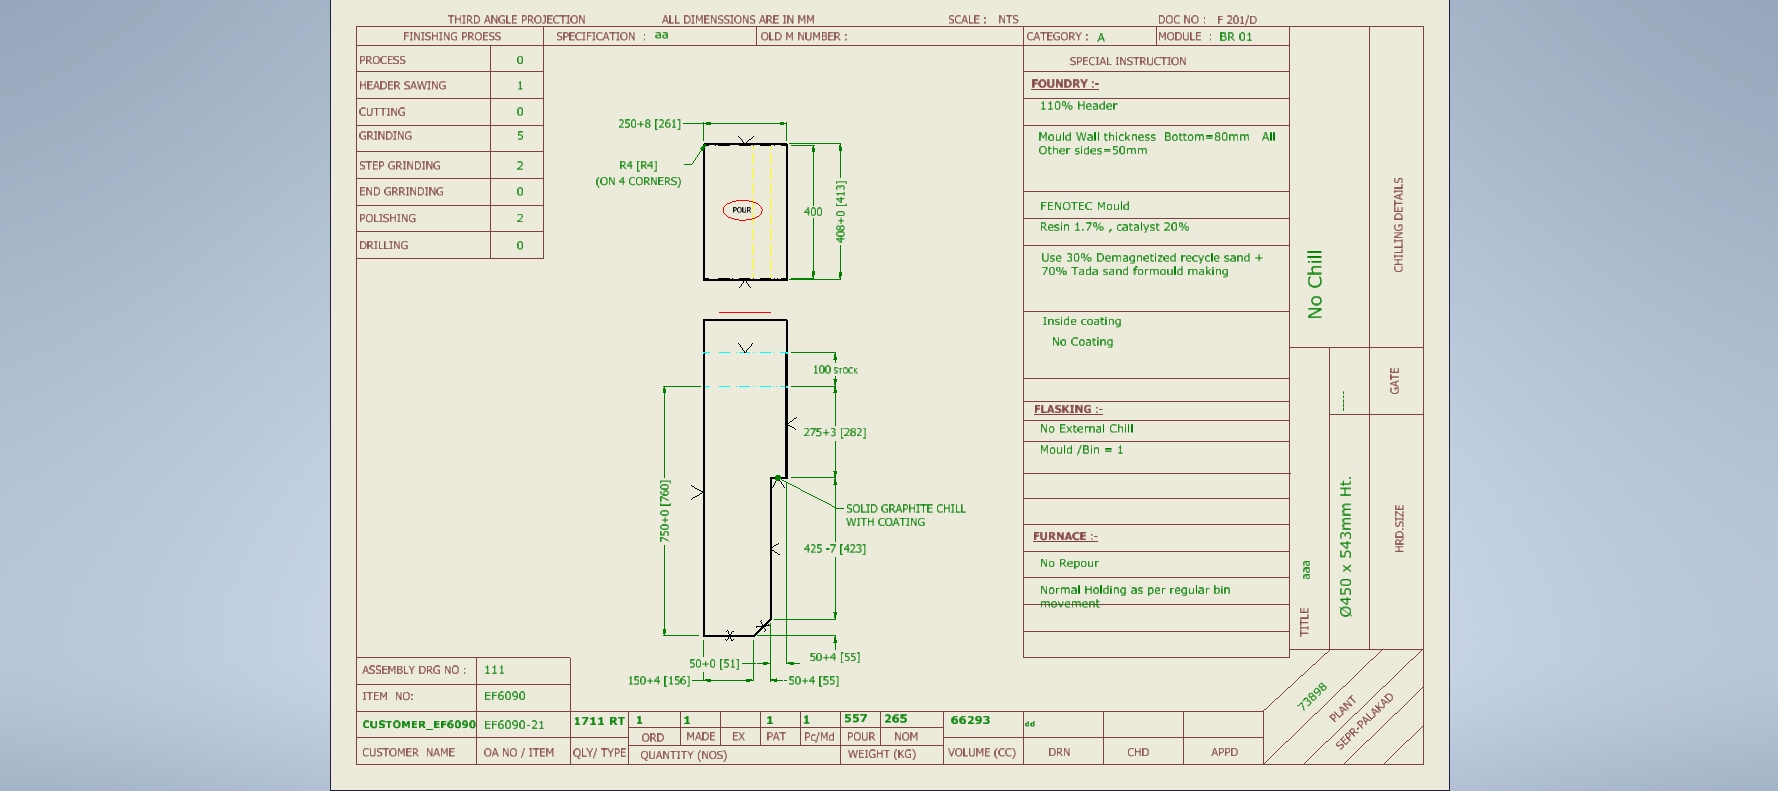 THIRD ANGLE PROJECTION ALL DIMENSSIONS ARE IN MM SCALE : NTS DOC NO : F 201/D
FINISHING PROESS SPECIFICATION : aa OLD M NUMBER : CATEGORY : A MODULE : BR 01
PROCESS 0
HEADER SAWING 1
CUTTING 0
GRINDING 5
STEP GRINDING 2
END GRRINDING 0
POLISHING 2
DRILLING 0
250+8 [261]
R4 [R4]
(ON 4 CORNERS)
POUR
400
408+0 [413]
100 STOCK
275+3 [282]
750+0 [760]
SOLID GRAPHITE CHILL
WITH COATING
425 -7 [423]
50+0 [51]
50+4 [55]
150+4 [156]
50+4 [55]
SPECIAL INSTRUCTION
FOUNDRY :-
110% Header
Mould Wall thickness Bottom=80mm All
Other sides=50mm
FENOTEC Mould
Resin 1.7% , catalyst 20%
Use 30% Demagnetized recycle sand +
70% Tada sand formould making
Inside coating
No Coating
FLASKING :-
No External Chill
Mould /Bin = 1
FURNACE :-
No Repour
Normal Holding as per regular bin
movement
No Chill
CHILLING DETAILS
------
GATE
TITLE aaa
Ø450 x 543mm Ht.
HRD.SIZE
73898
PLANT
SEPR-PALAKAD
ASSEMBLY DRG NO : 111
ITEM NO: EF6090
CUSTOMER_EF6090 EF6090-21 1711 RT 1 1 1 1 557 265 66293 dd
ORD MADE EX PAT Pc/Md POUR NOM
CUSTOMER NAME OA NO / ITEM QLY/ TYPE QUANTITY (NOS) WEIGHT (KG) VOLUME (CC) DRN CHD APPD